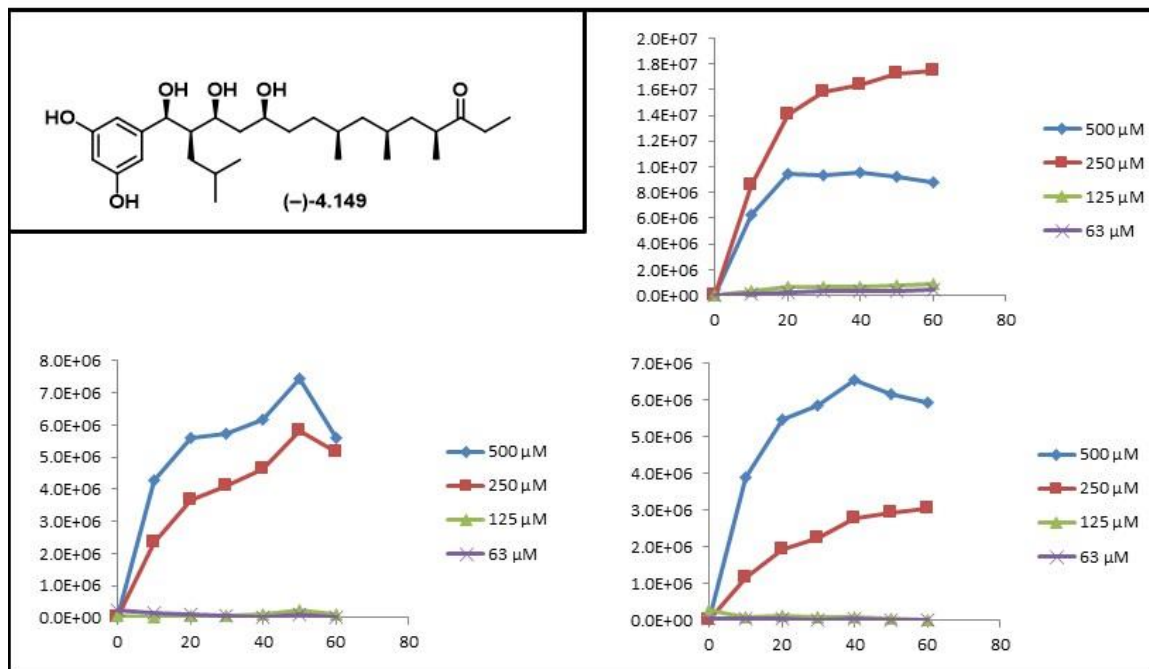 OH OH OH O
HO
OH
(–)-4.149
2.0E+07
1.8E+07
1.6E+07
1.4E+07
1.2E+07
1.0E+07
8.0E+06
6.0E+06
4.0E+06
2.0E+06
0.0E+00
0 20 40 60 80
500 µM
250 µM
125 µM
63 µM
8.0E+06
7.0E+06
6.0E+06
5.0E+06
4.0E+06
3.0E+06
2.0E+06
1.0E+06
0.0E+00
0 20 40 60 80
500 µM
250 µM
125 µM
63 µM
7.0E+06
6.0E+06
5.0E+06
4.0E+06
3.0E+06
2.0E+06
1.0E+06
0.0E+00
0 20 40 60 80
500 µM
250 µM
125 µM
63 µM